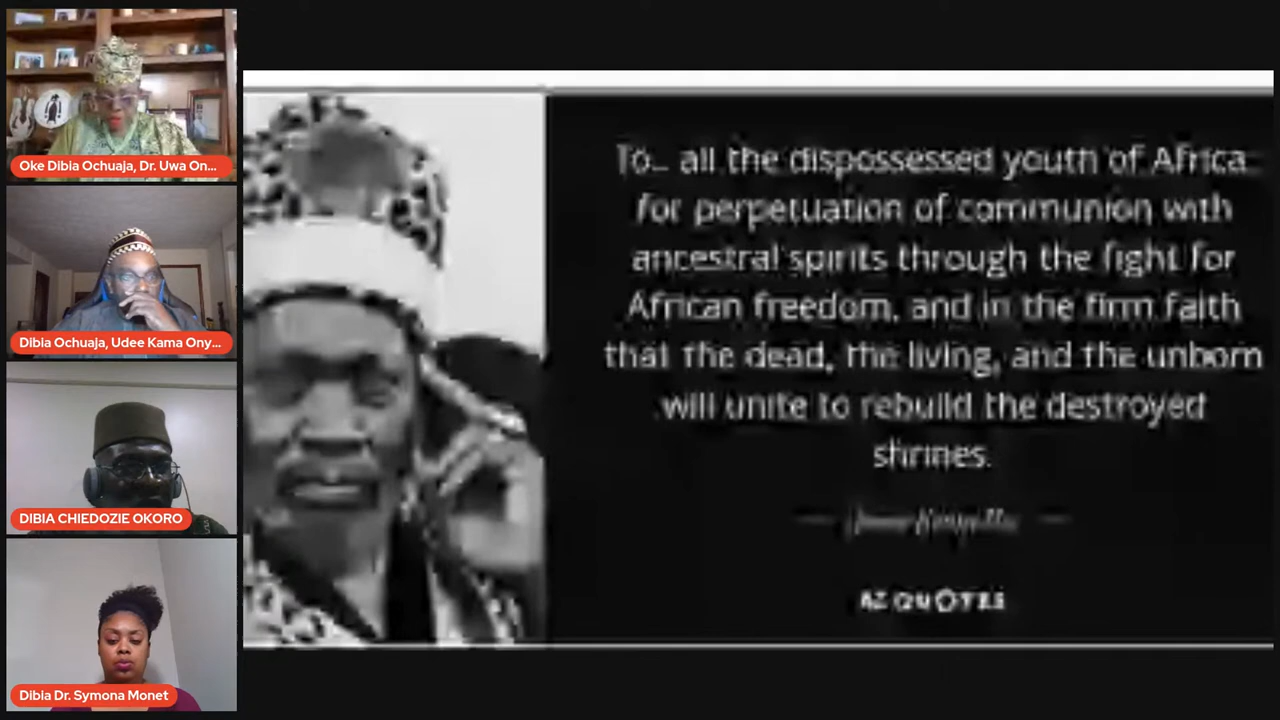 Oke Dibia Ochuaja, Dr. Uwa On...
Dibia Ochuaja, Udee Kama Ony...
DIBIA CHIEDOZIE OKORO
Dibia Dr. Symona Monet
To... all the dispossessed youth of Africa:
for perpetuation of communion with
ancestral spirits through the fight for
African freedom, and in the firm faith
that the dead, the living, and the unborn
will unite to rebuild the destroyed
shrines.
AZ QUOTES